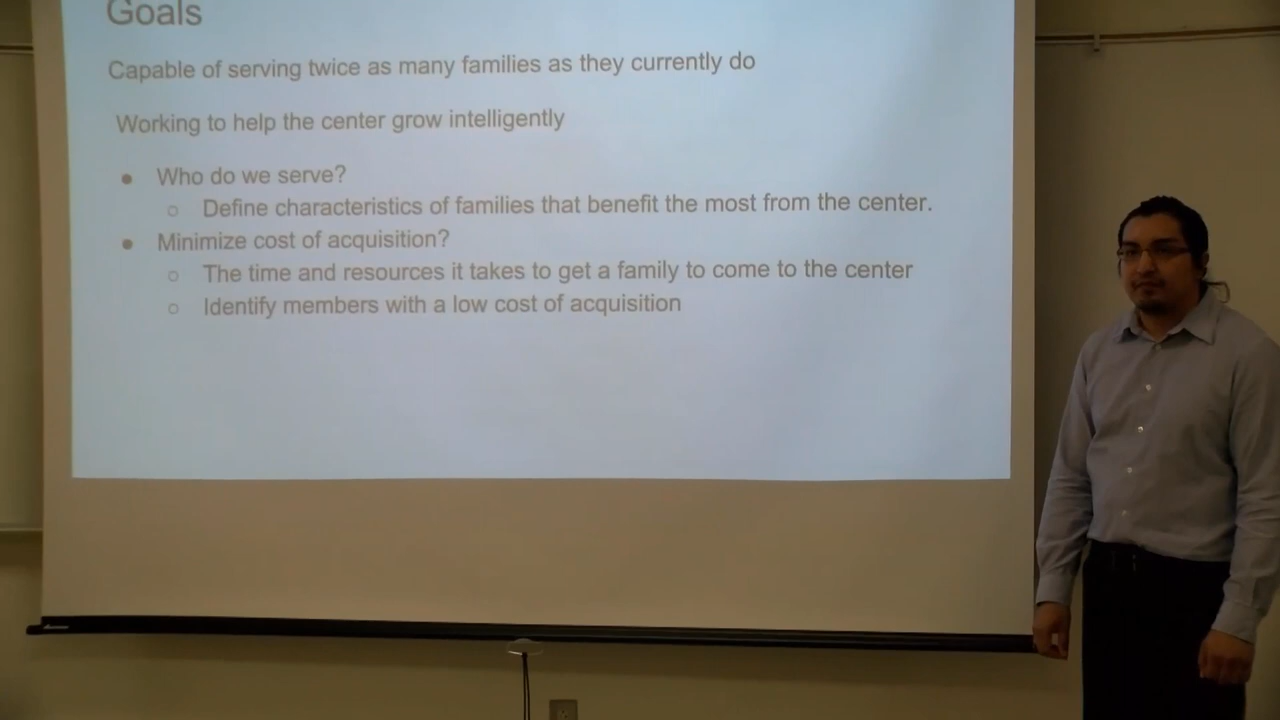 Goals
Capable of serving twice as many families as they currently do
Working to help the center grow intelligently
● Who do we serve?
○ Define characteristics of families that benefit the most from the center.
● Minimize cost of acquisition?
○ The time and resources it takes to get a family to come to the center
○ Identify members with a low cost of acquisition